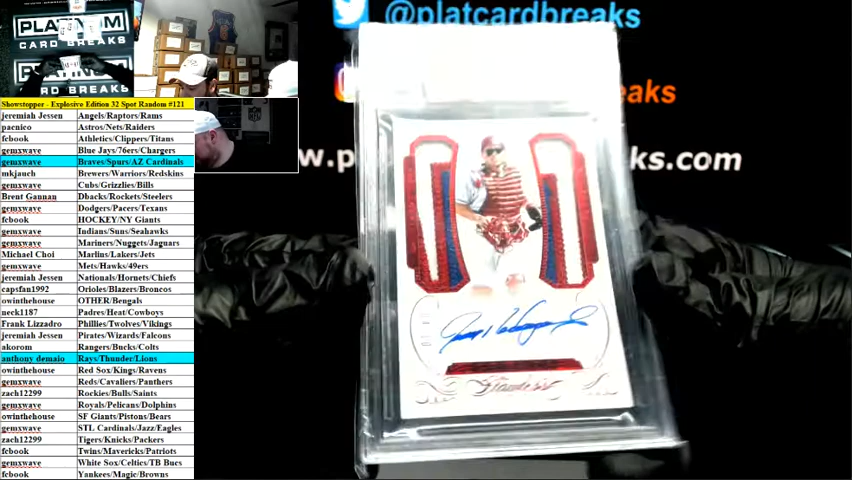 PLATINUM
CARD BREAKS
PLATINUM
CARD BREAKS
@platcardbreaks
Showstopper - Explosive Edition 32 Spot Random #121
jeremiah Jessen Angels/Raptors/Rams
pacnico Astros/Nets/Raiders
fcbook Athletics/Clippers/Titans
gemxwave Blue Jays/76ers/Chargers
gemxwave Braves/Spurs/AZ Cardinals
mkjauch Brewers/Warriors/Redskins
gemxwave Cubs/Grizzlies/Bills
Brent Gannan Dbacks/Rockets/Steelers
gemxwave Dodgers/Pacers/Texans
fcbook HOCKEY/NY Giants
gemxwave Indians/Suns/Seahawks
gemxwave Mariners/Nuggets/Jaguars
Michael Choi Marlins/Lakers/Jets
gemxwave Mets/Hawks/49ers
jeremiah Jessen Nationals/Hornets/Chiefs
capsfan1992 Orioles/Blazers/Broncos
owinthehouse OTHER/Bengals
neck1187 Padres/Heat/Cowboys
Frank Lizzadro Phillies/Twolves/Vikings
jeremiah Jessen Pirates/Wizards/Falcons
akorom Rangers/Bucks/Colts
anthony demaio Rays/Thunder/Lions
owinthehouse Red Sox/Kings/Ravens
gemxwave Reds/Cavaliers/Panthers
zach12299 Rockies/Bulls/Saints
gemxwave Royals/Pelicans/Dolphins
owinthehouse SF Giants/Pistons/Bears
gemxwave STL Cardinals/Jazz/Eagles
zach12299 Tigers/Knicks/Packers
fcbook Twins/Mavericks/Patriots
gemxwave White Sox/Celtics/TB Bucs
fcbook Yankees/Magic/Browns
reaks
w.p
ks.com
Flawless